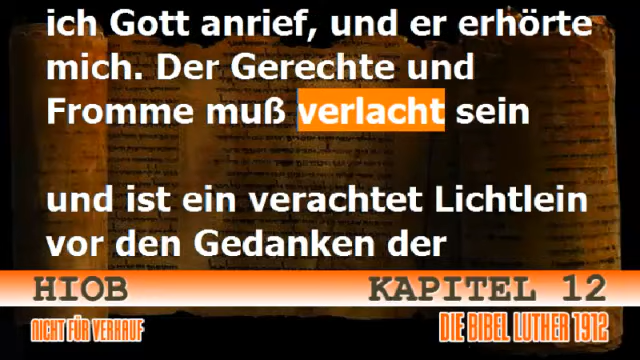 ich Gott anrief, und er erhörte
mich. Der Gerechte und
Fromme muß verlacht sein
und ist ein verachtet Lichtlein
vor den Gedanken der
HIOB KAPITEL 12
NICHT FÜR VERKAUF DIE BIBEL LUTHER 1912